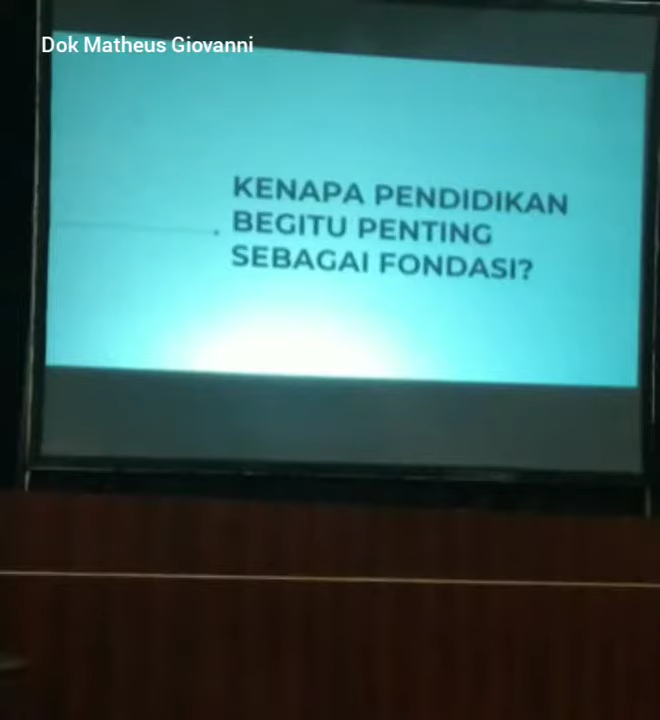 Dok Matheus Giovanni
KENAPA PENDIDIKAN
BEGITU PENTING
SEBAGAI FONDASI?